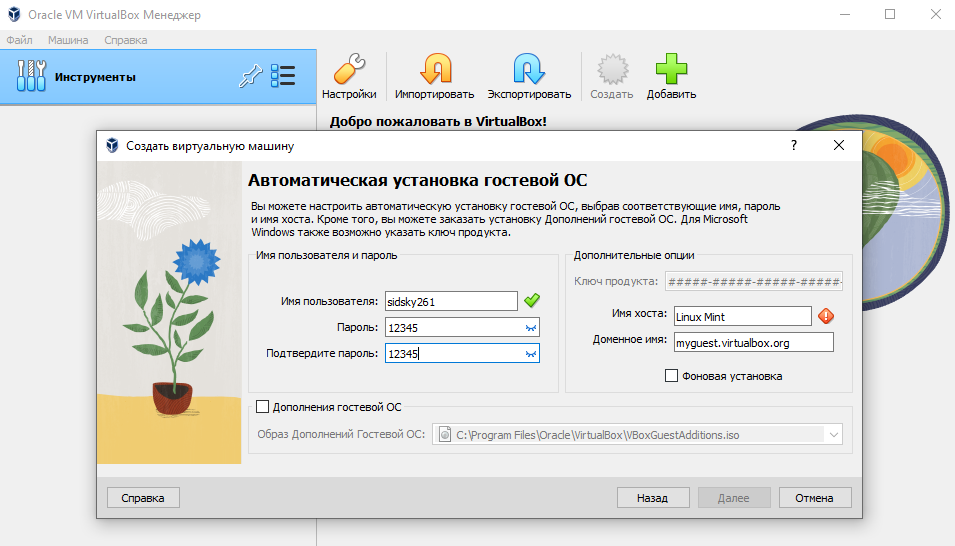 Oracle VM VirtualBox Менеджер
Файл Машина Справка
Инструменты
Настройки Импортировать Экспортировать Создать Добавить
Добро пожаловать в VirtualBox!
Создать виртуальную машину
?
Автоматическая установка гостевой ОС
Вы можете настроить автоматическую установку гостевой ОС, выбрав соответствующие имя, пароль
и имя хоста. Кроме того, вы можете заказать установку Дополнений гостевой ОС. Для Microsoft
Windows также возможно указать ключ продукта.
Имя пользователя и пароль
Имя пользователя: sidsky261
Пароль: 12345
Подтвердите пароль: 12345
Дополнительные опции
Ключ продукта: #####-#####-#####-#####-
Имя хоста: Linux Mint
Доменное имя: myguest.virtualbox.org
Фоновая установка
Дополнения гостевой ОС
Образ Дополнений Гостевой ОС: C:\Program Files\Oracle\VirtualBox\VBoxGuestAdditions.iso
Справка Назад Далее Отмена